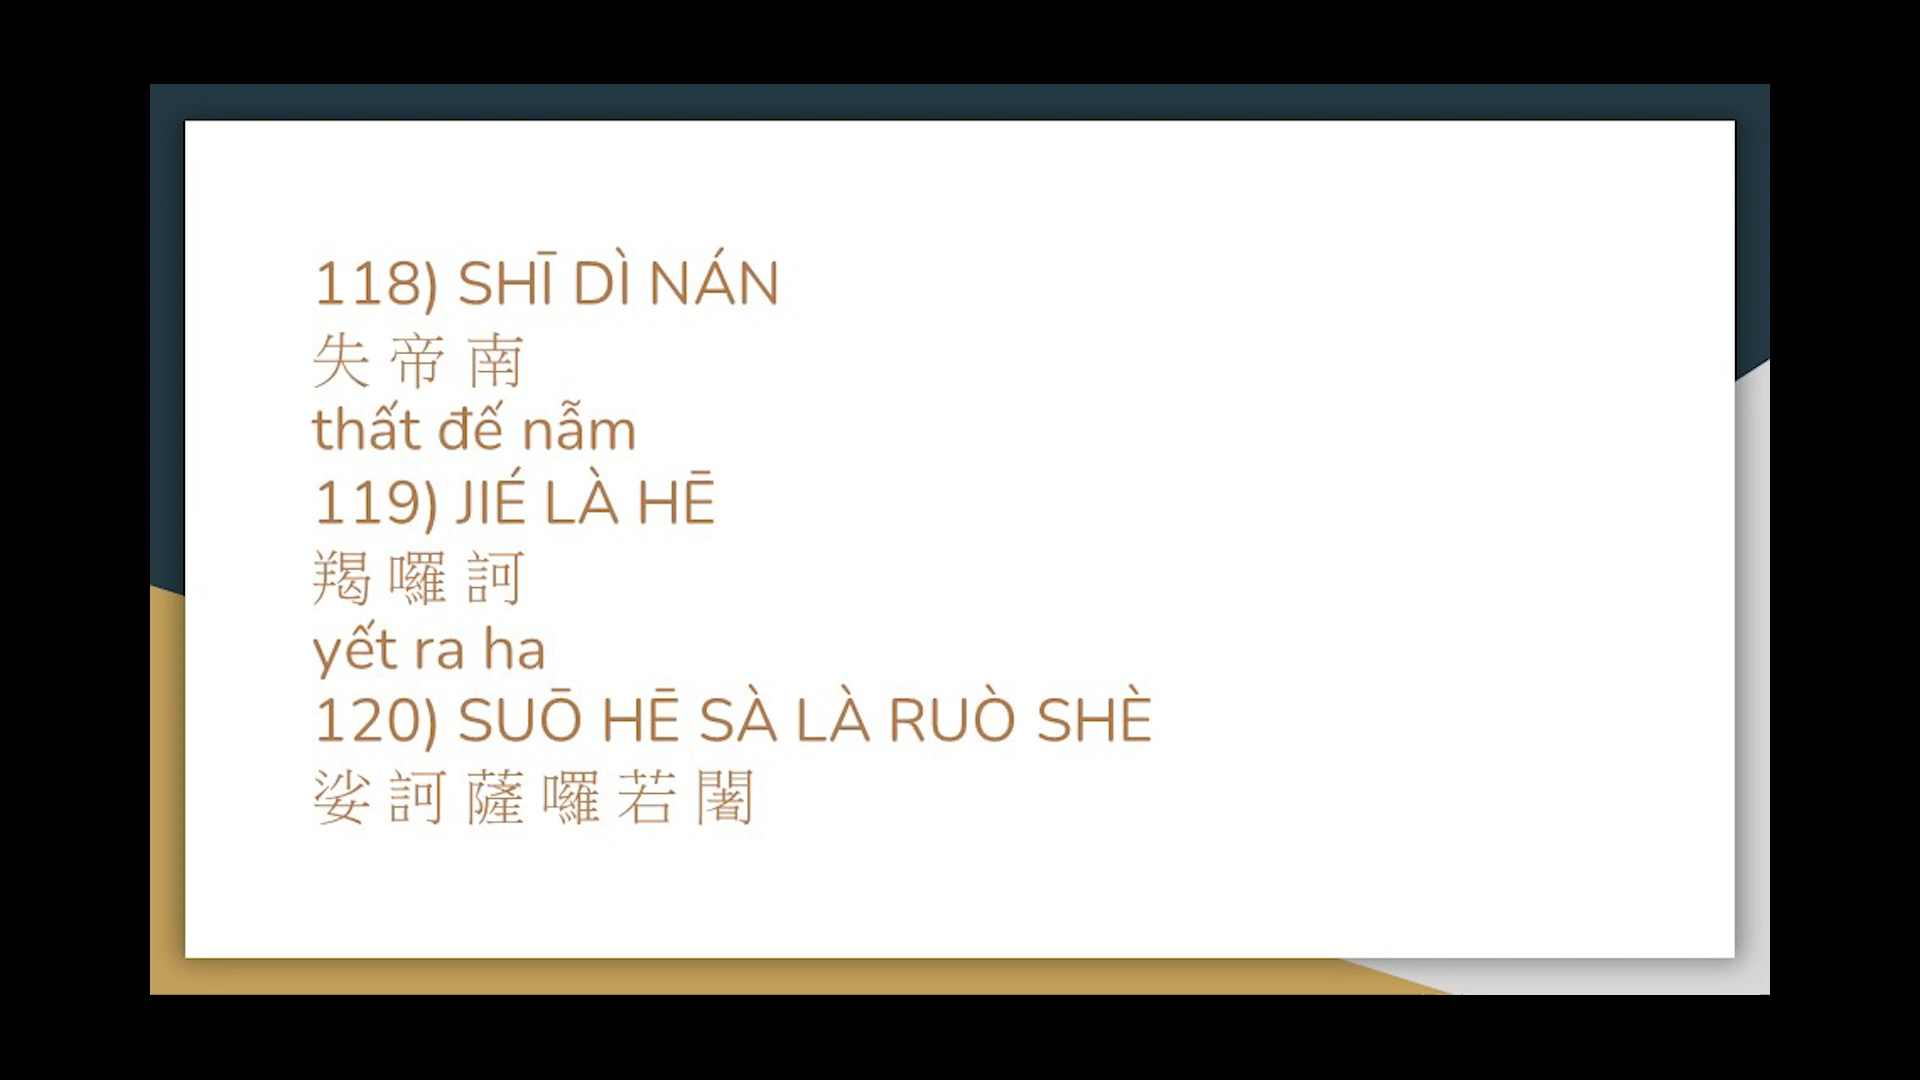 118) SHĪ DÌ NÁN
失 帝 南
thất đế nẫm
119) JIÉ LÀ HĒ
羯 囉 訶
yết ra ha
120) SUŌ HĒ SÀ LÀ RUÒ SHÈ
娑 訶 薩 囉 若 闍